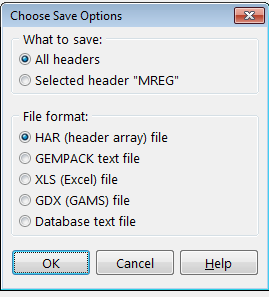 Choose Save Options
What to save:
All headers
Selected header "MREG"
File format:
HAR (header array) file
GEMPACK text file
XLS (Excel) file
GDX (GAMS) file
Database text file
OK Cancel Help